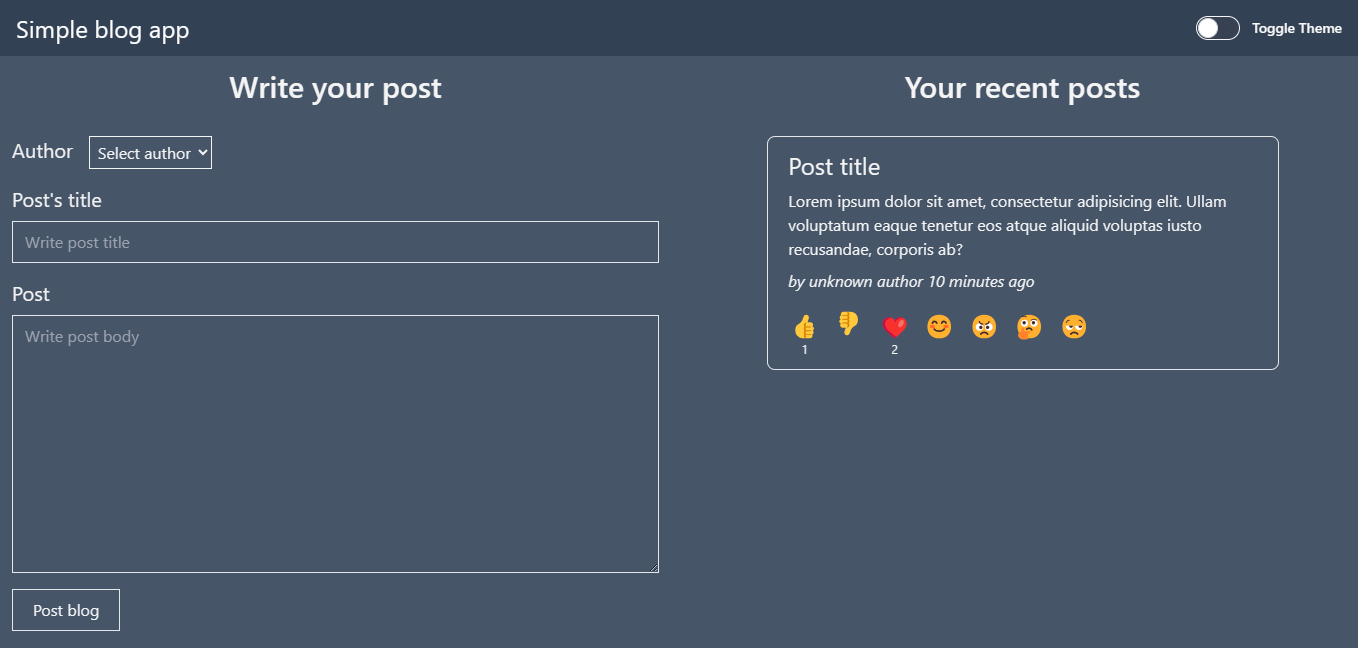 Simple blog app
Toggle Theme
Write your post
Author
Select author
Post's title
Write post title
Post
Write post body
Post blog
Your recent posts
Post title
Lorem ipsum dolor sit amet, consectetur adipisicing elit. Ullam
voluptatum eaque tenetur eos atque aliquid voluptas iusto
recusandae, corporis ab?
by unknown author 10 minutes ago
1
2